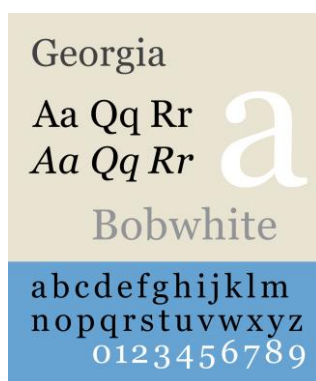 Georgia
Aa Qq Rr
Aa Qq Rr
a
Bobwhite
abcdefghijklm
nopqrstuvwxyz
0123456789